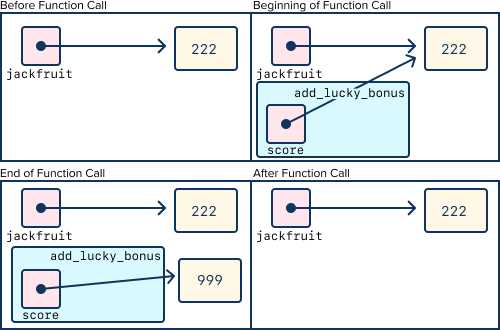 Before Function Call
222
jackfruit
Beginning of Function Call
222
jackfruit
add_lucky_bonus
score
End of Function Call
222
jackfruit
add_lucky_bonus
999
score
After Function Call
222
jackfruit